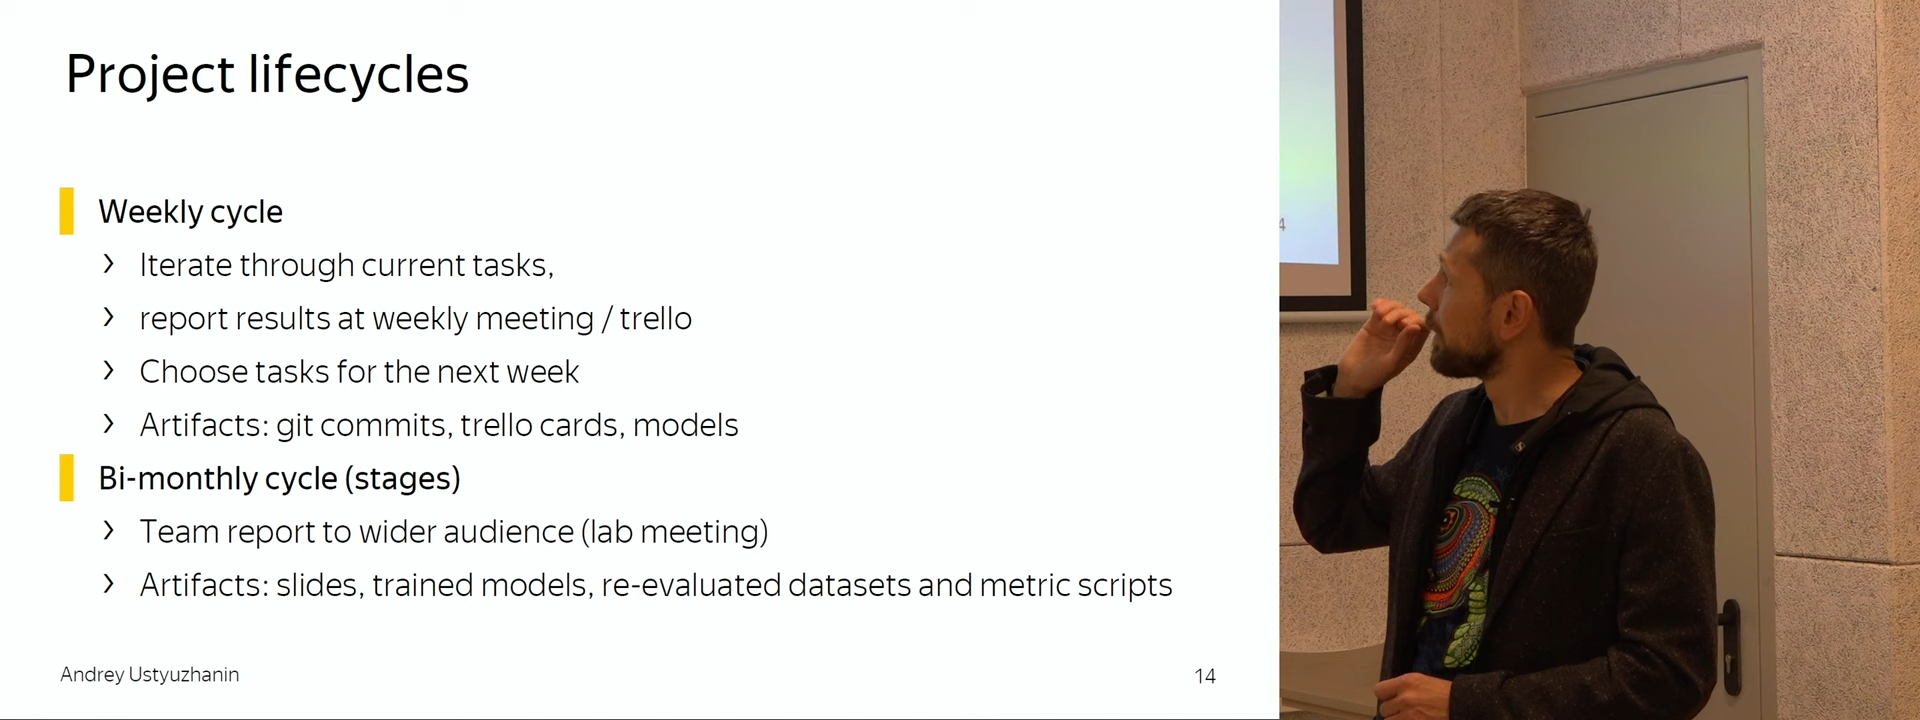 Project lifecycles
Weekly cycle
› Iterate through current tasks,
› report results at weekly meeting / trello
› Choose tasks for the next week
› Artifacts: git commits, trello cards, models
Bi-monthly cycle (stages)
› Team report to wider audience (lab meeting)
› Artifacts: slides, trained models, re-evaluated datasets and metric scripts
Andrey Ustyuzhanin
14
4